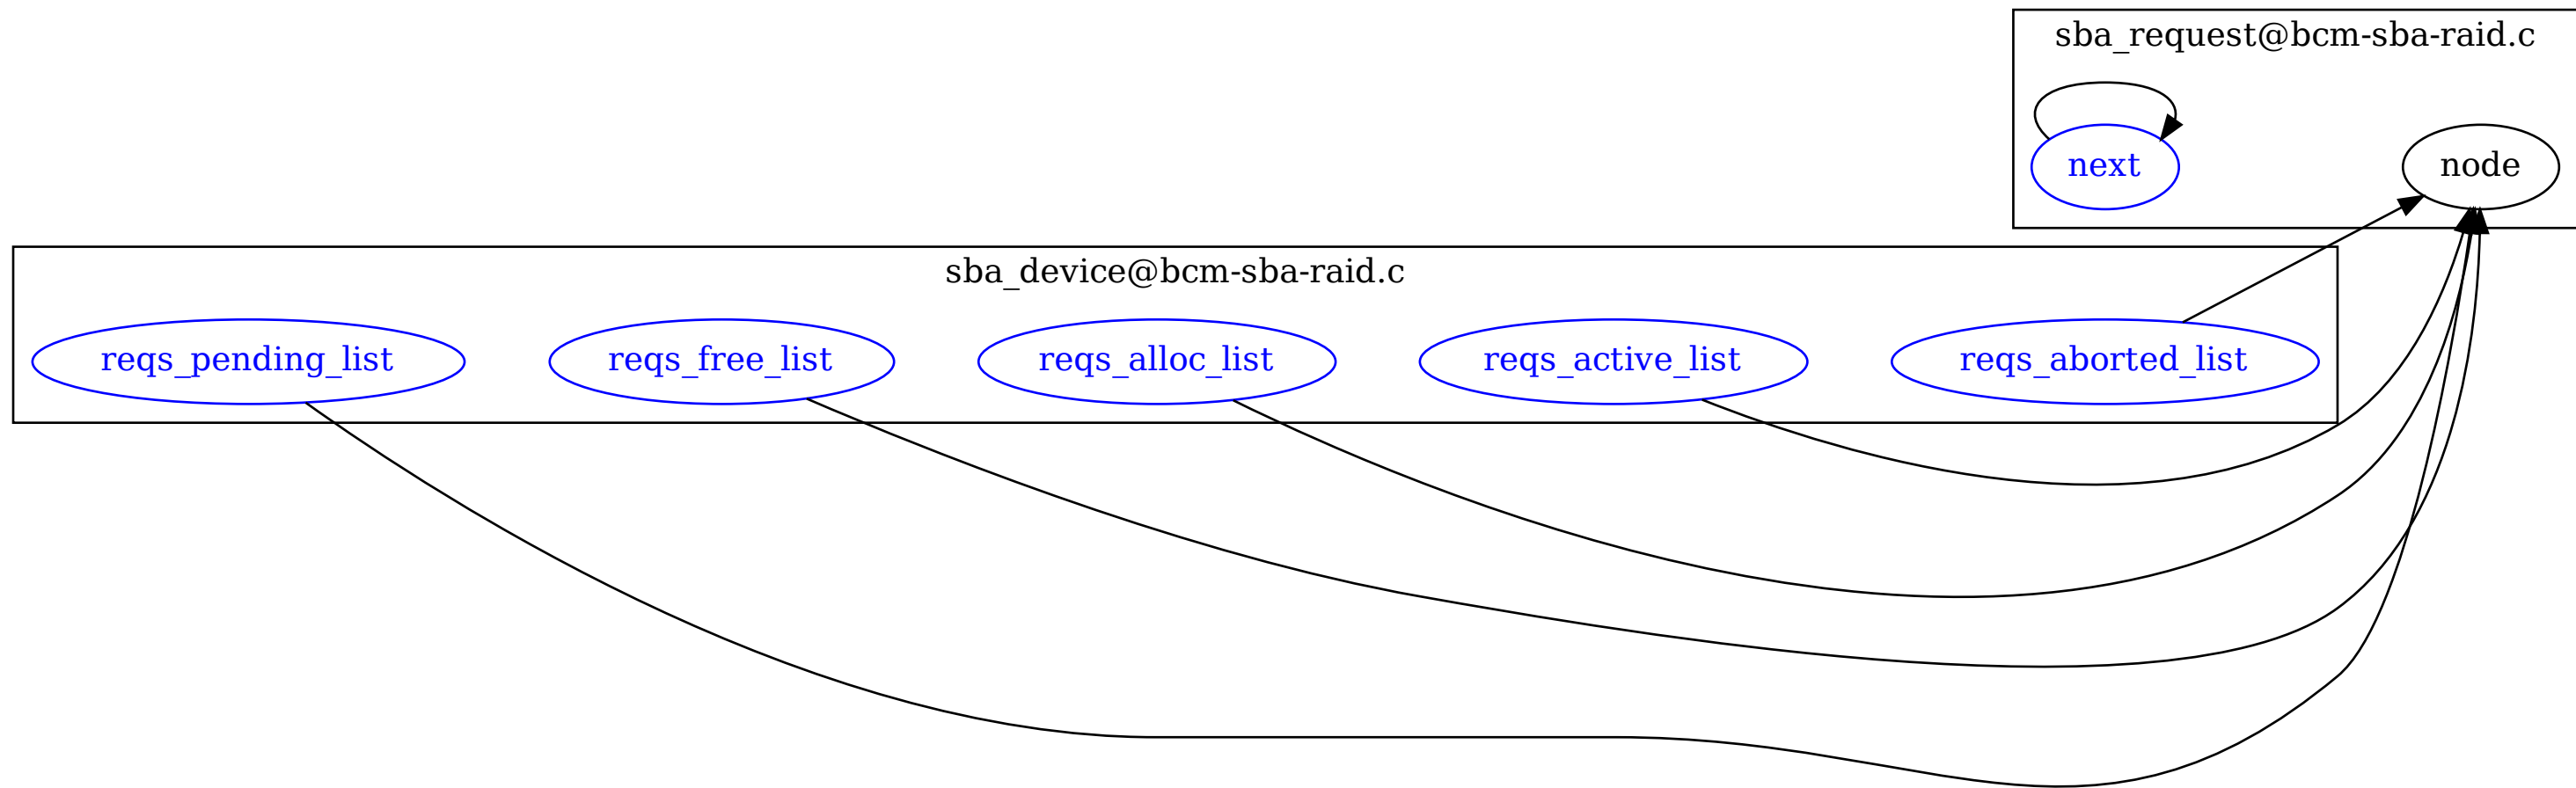 sba_request@bcm-sba-raid.c
next
node
sba_device@bcm-sba-raid.c
reqs_pending_list
reqs_free_list
reqs_alloc_list
reqs_active_list
reqs_aborted_list